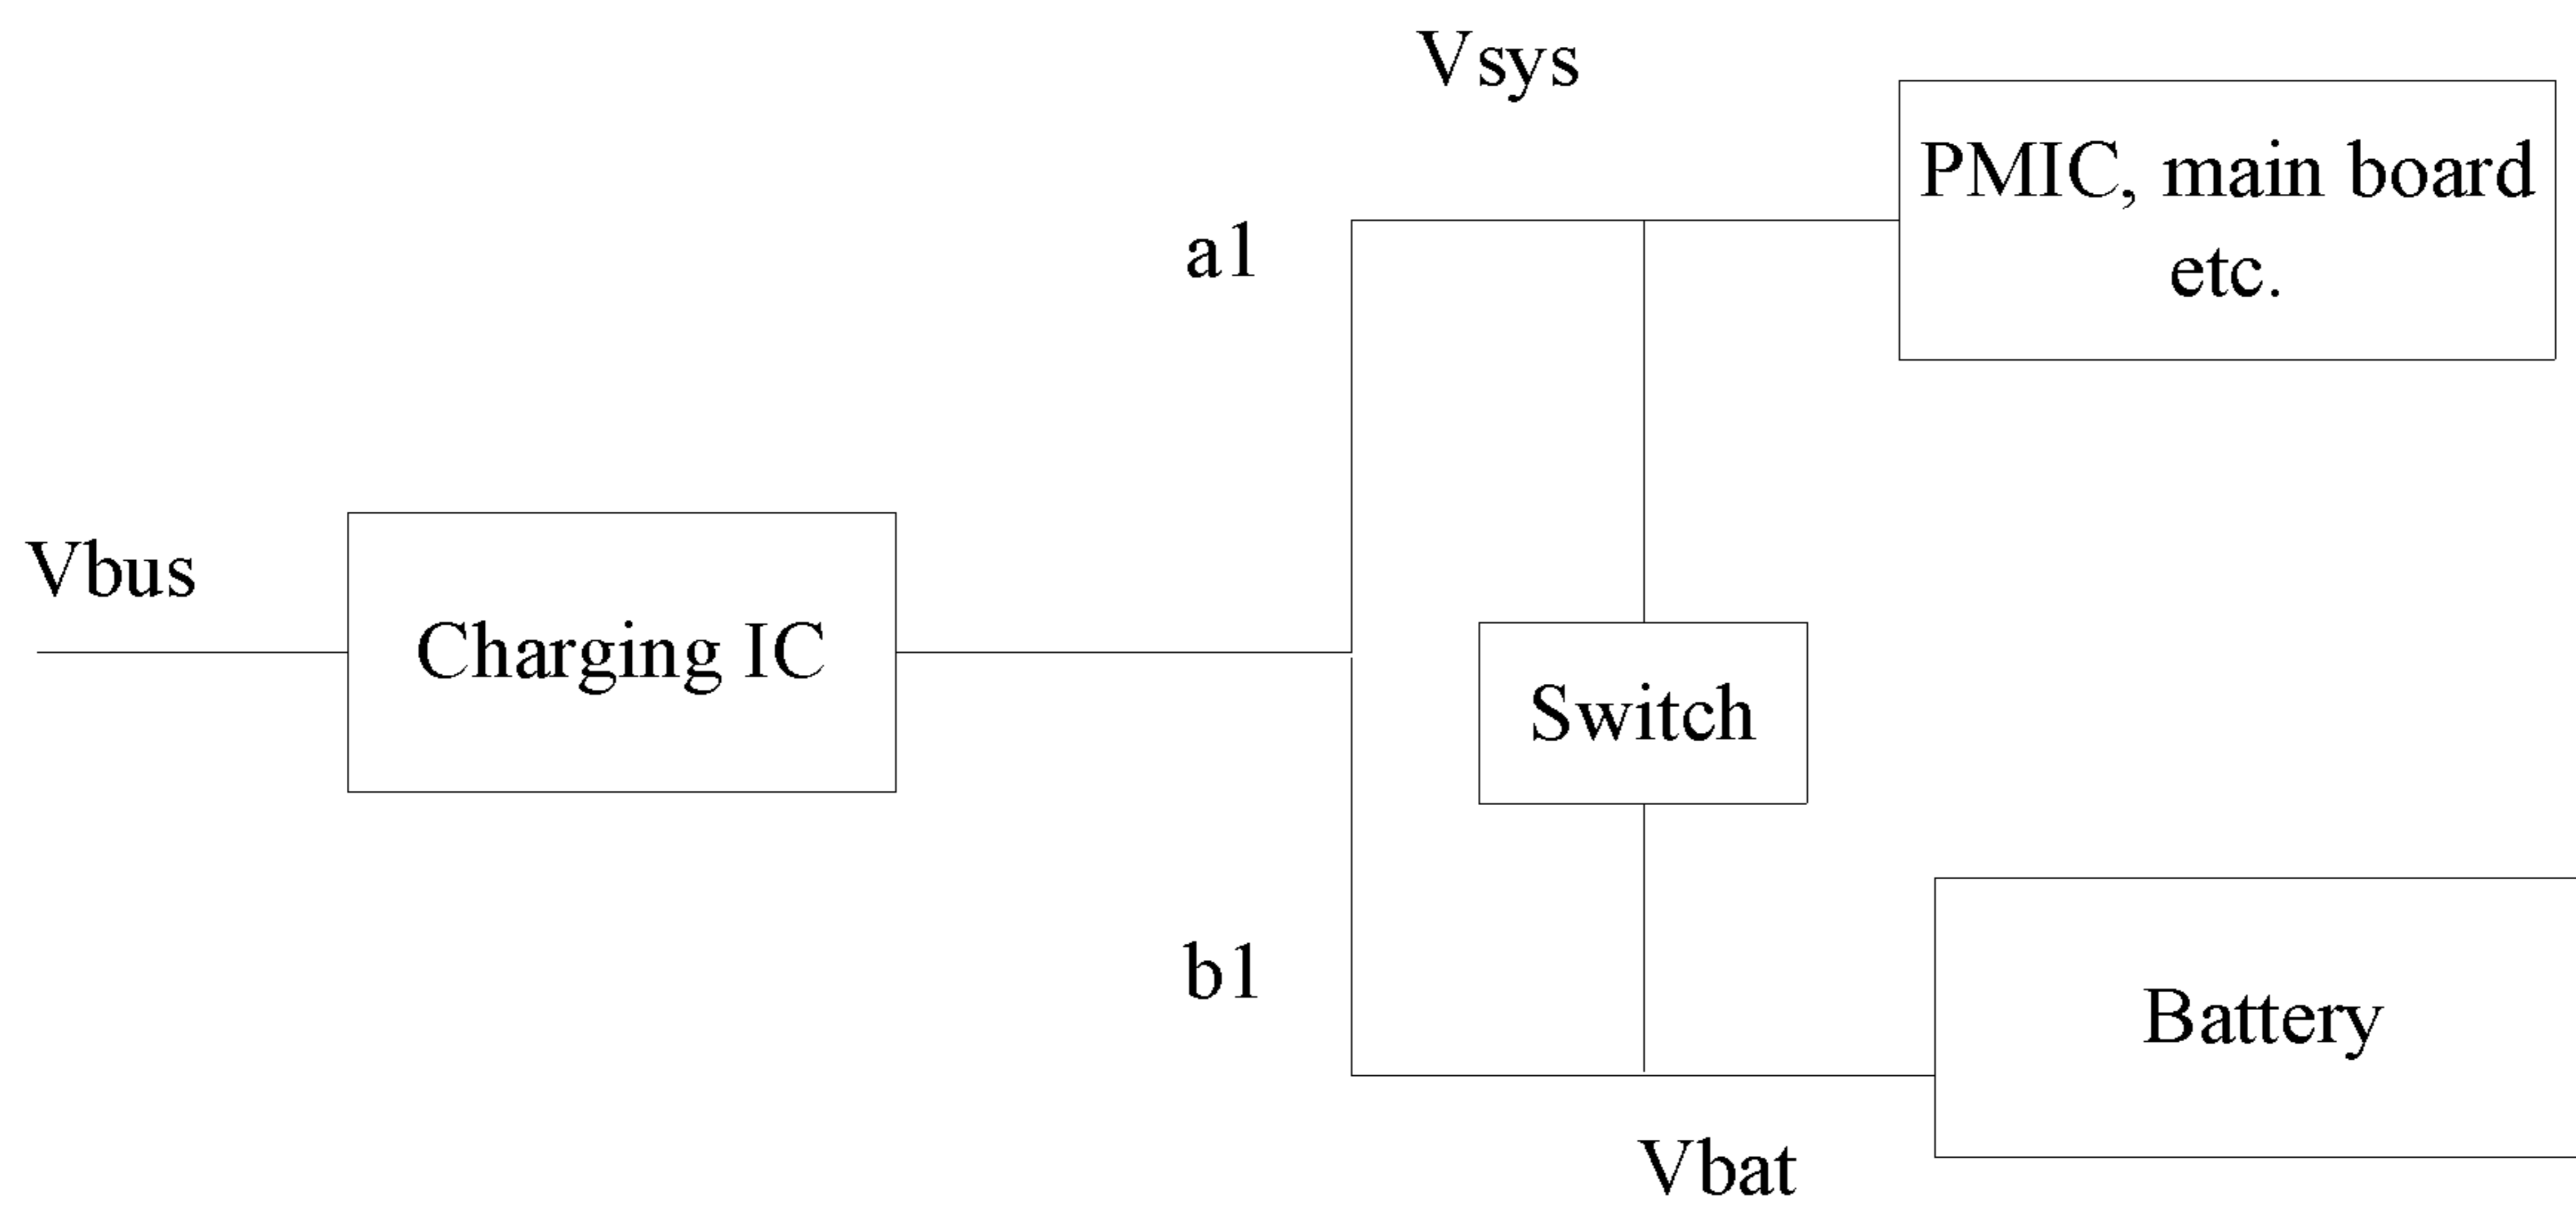 Vsys
PMIC, main board
etc.
a1
Vbus
Charging IC
Switch
b1
Battery
Vbat